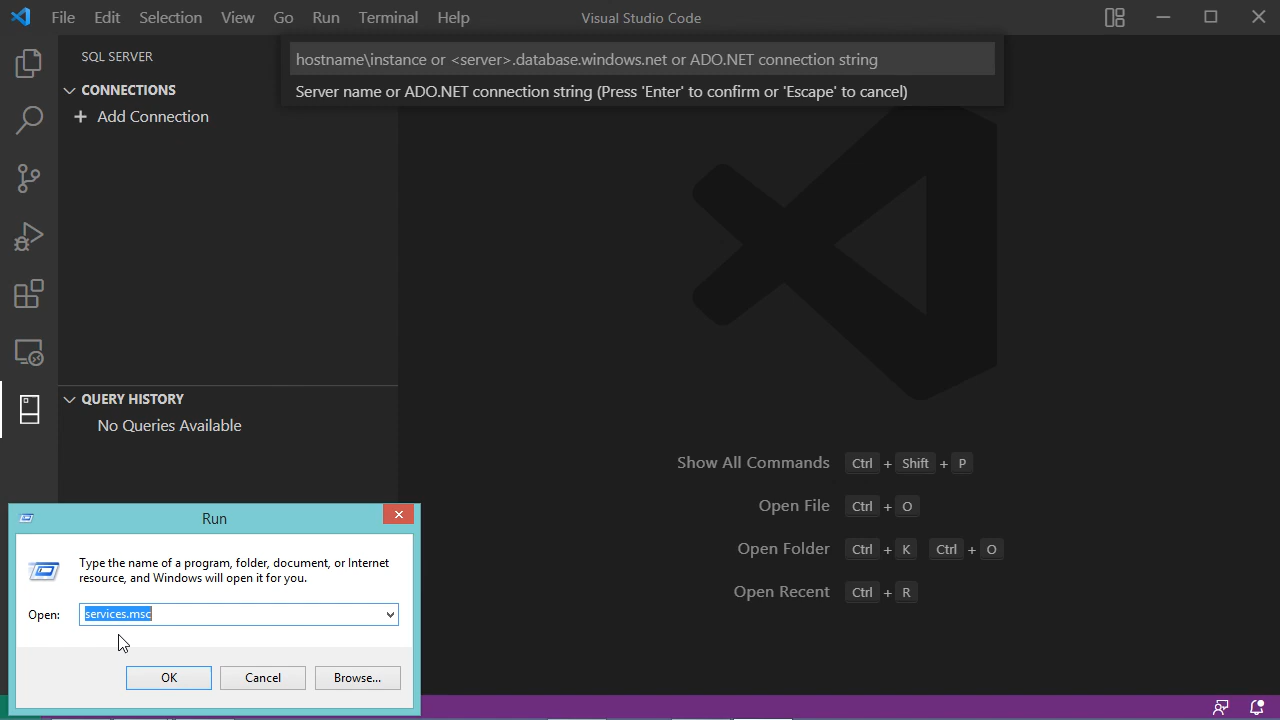 File Edit Selection View Go Run Terminal Help Visual Studio Code
SQL SERVER
hostname\instance or <server>.database.windows.net or ADO.NET connection string
Server name or ADO.NET connection string (Press 'Enter' to confirm or 'Escape' to cancel)
CONNECTIONS
Add Connection
QUERY HISTORY
No Queries Available
Show All Commands Ctrl + Shift + P
Open File Ctrl + O
Open Folder Ctrl + K Ctrl + O
Open Recent Ctrl + R
Run
Type the name of a program, folder, document, or Internet
resource, and Windows will open it for you.
Open: services.msc
OK Cancel Browse...